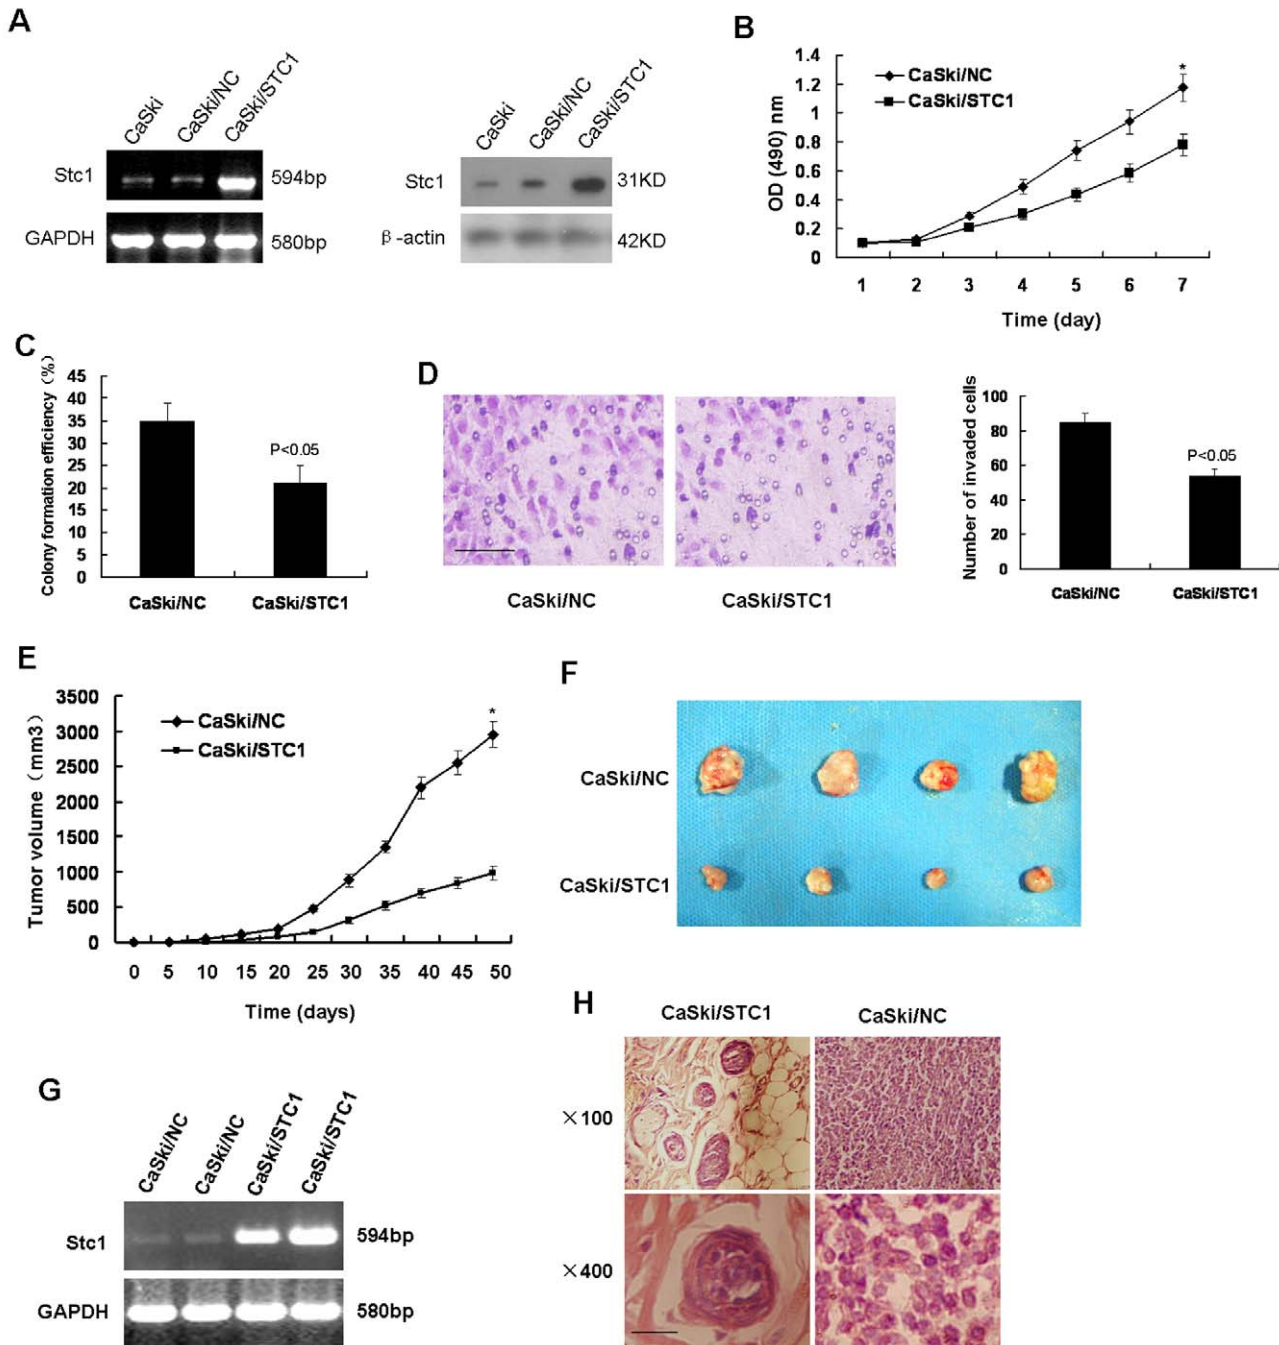 A
CaSki
CaSki/NC
CaSki/STC1
Stc1
594bp
GAPDH
580bp
CaSki
CaSki/NC
CaSki/STC1
Stc1
31KD
β-actin
42KD
B
1.4
1.2
1
0.8
0.6
0.4
0.2
0
OD (490) nm
CaSki/NC
CaSki/STC1
*
1 2 3 4 5 6 7
Time (day)
C
Colony formation efficiency (%)
45
40
35
30
25
20
15
10
5
0
P<0.05
CaSki/NC CaSki/STC1
D
CaSki/NC
CaSki/STC1
Number of invaded cells
100
80
60
40
20
0
P<0.05
CaSki/NC CaSki/STC1
E
Tumor volume (mm3)
3500
3000
2500
2000
1500
1000
500
0
CaSki/NC
CaSki/STC1
*
0 5 10 15 20 25 30 35 40 45 50
Time (days)
F
CaSki/NC
CaSki/STC1
G
CaSki/NC
CaSki/NC
CaSki/STC1
CaSki/STC1
Stc1
594bp
GAPDH
580bp
H
CaSki/STC1
CaSki/NC
×100
×400